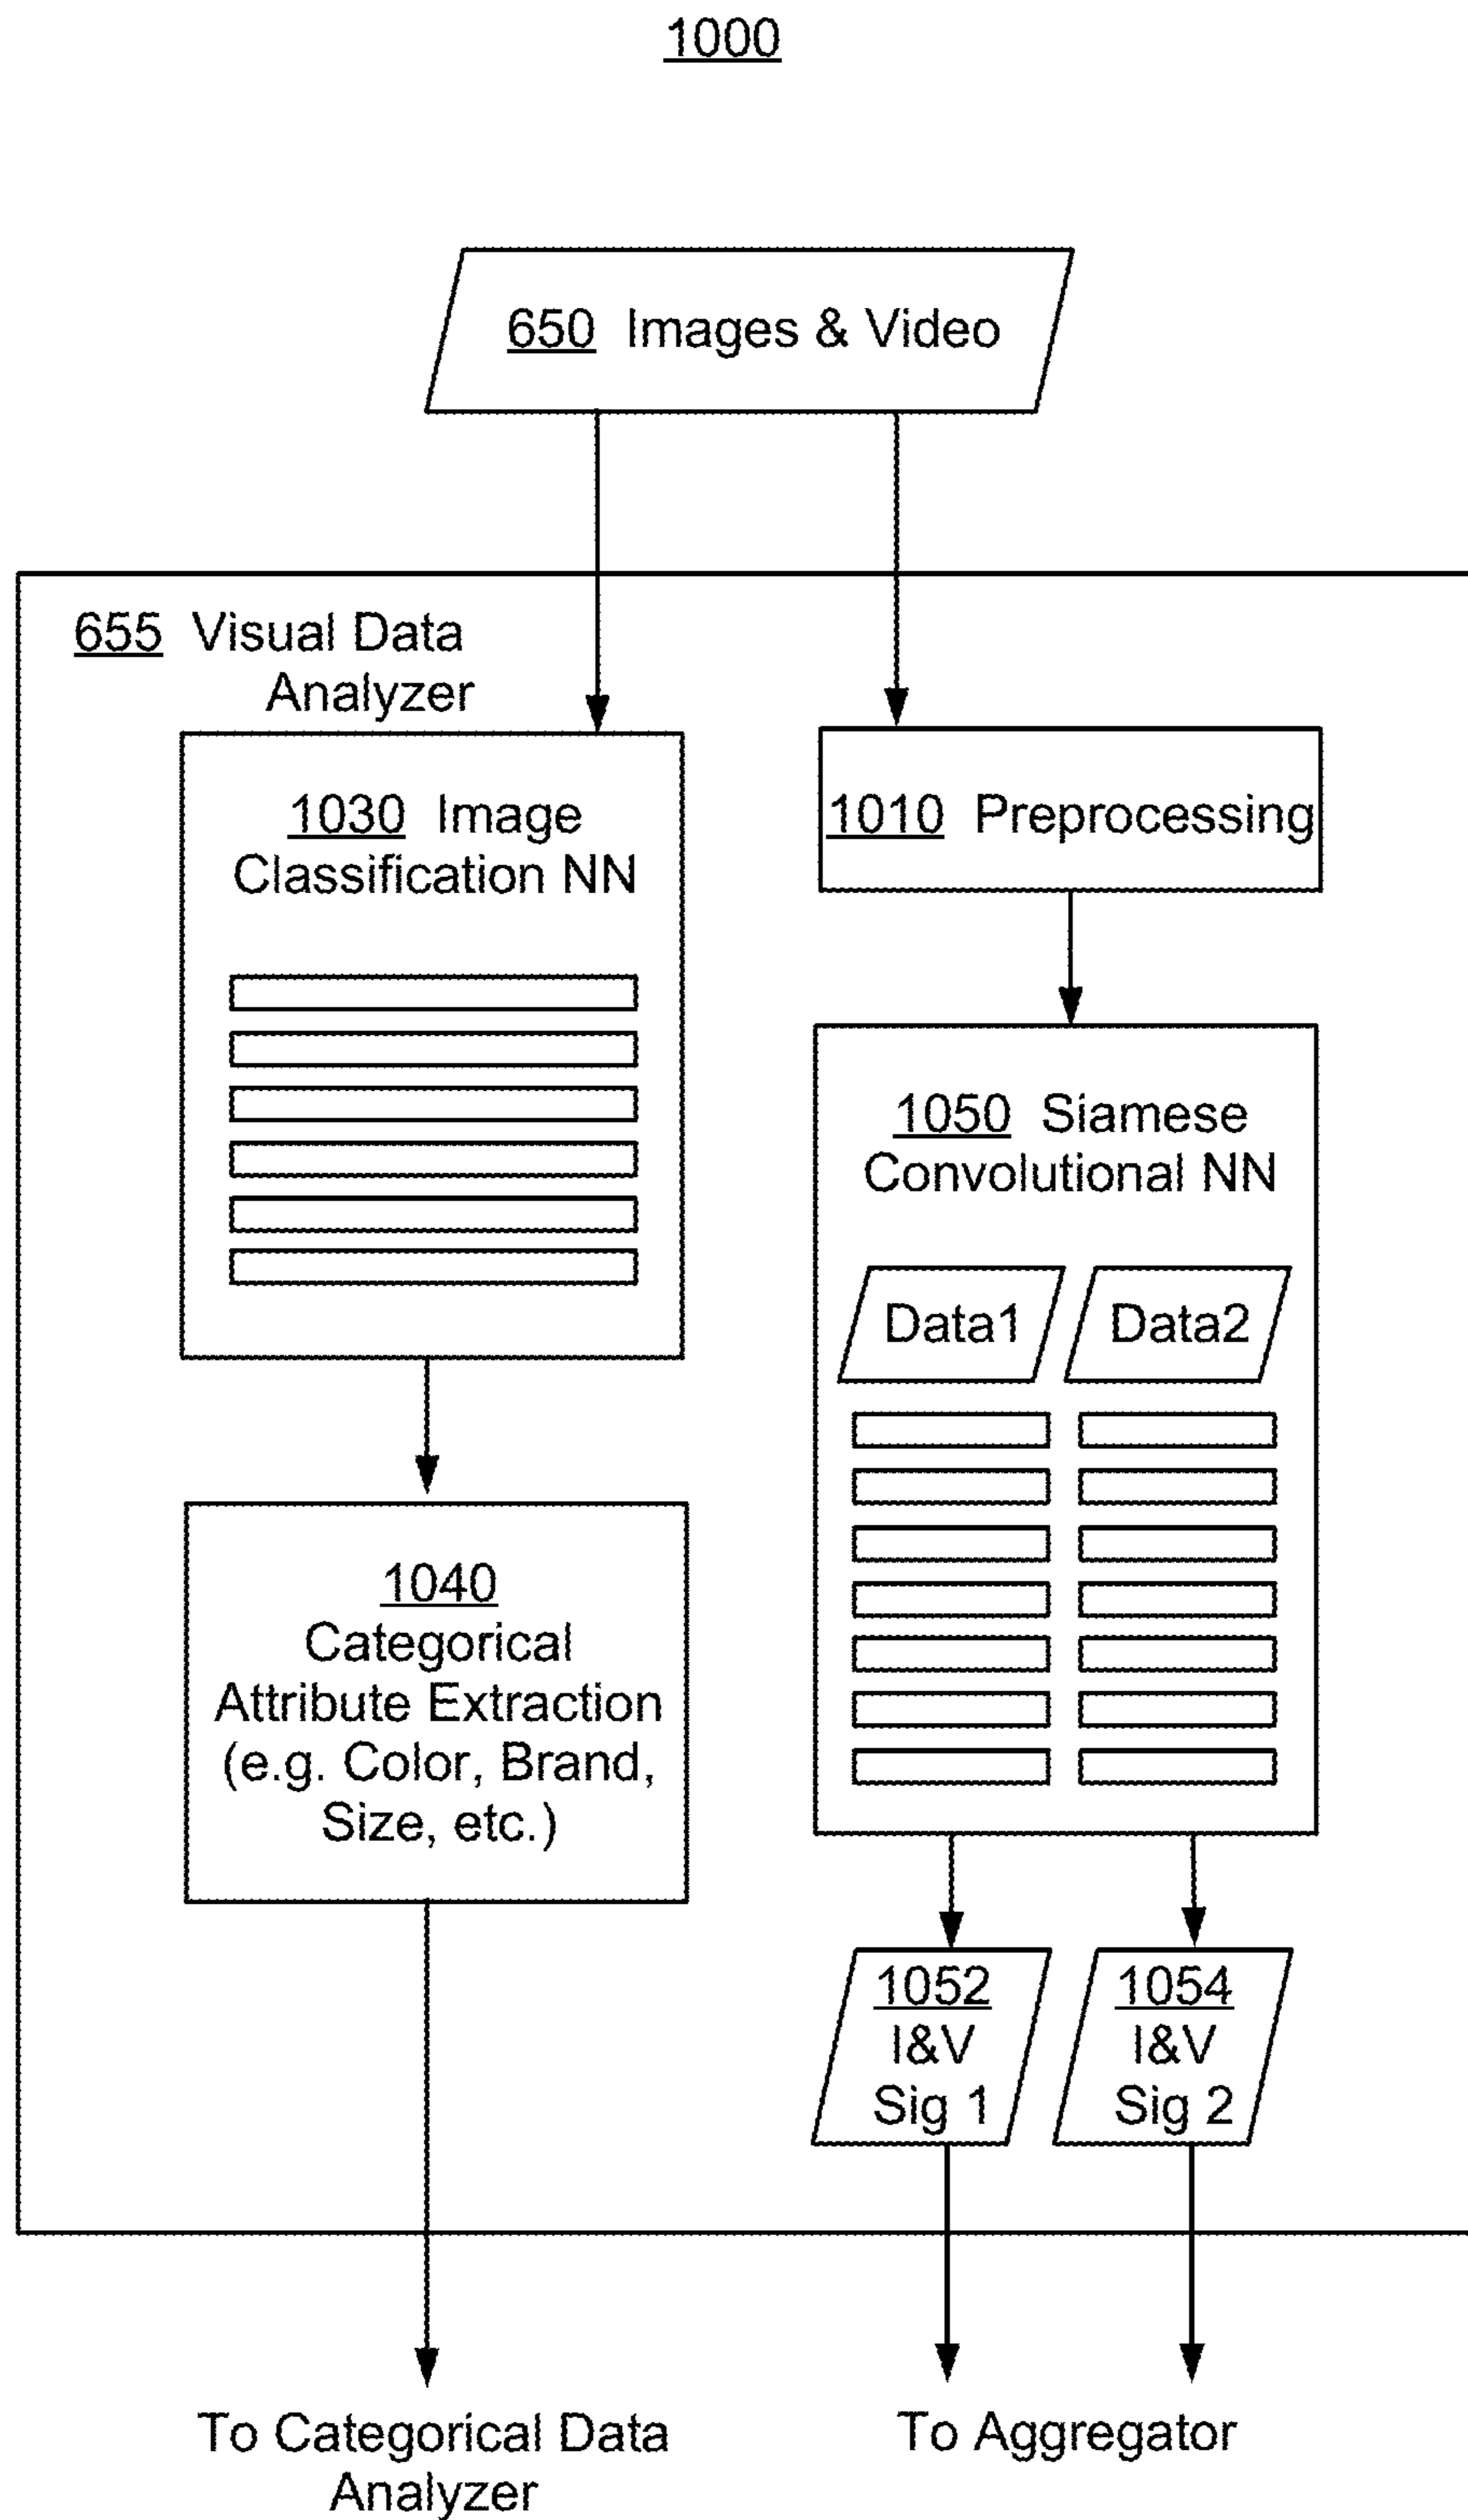 1000
650 Images & Video
655 Visual Data
Analyzer
1030 Image
Classification NN
1010 Preprocessing
1050 Siamese
Convolutional NN
Data1 Data2
1040
Categorical
Attribute Extraction
(e.g. Color, Brand,
Size, etc.)
1052
I&V
Sig 1
1054
I&V
Sig 2
To Categorical Data
Analyzer
To Aggregator